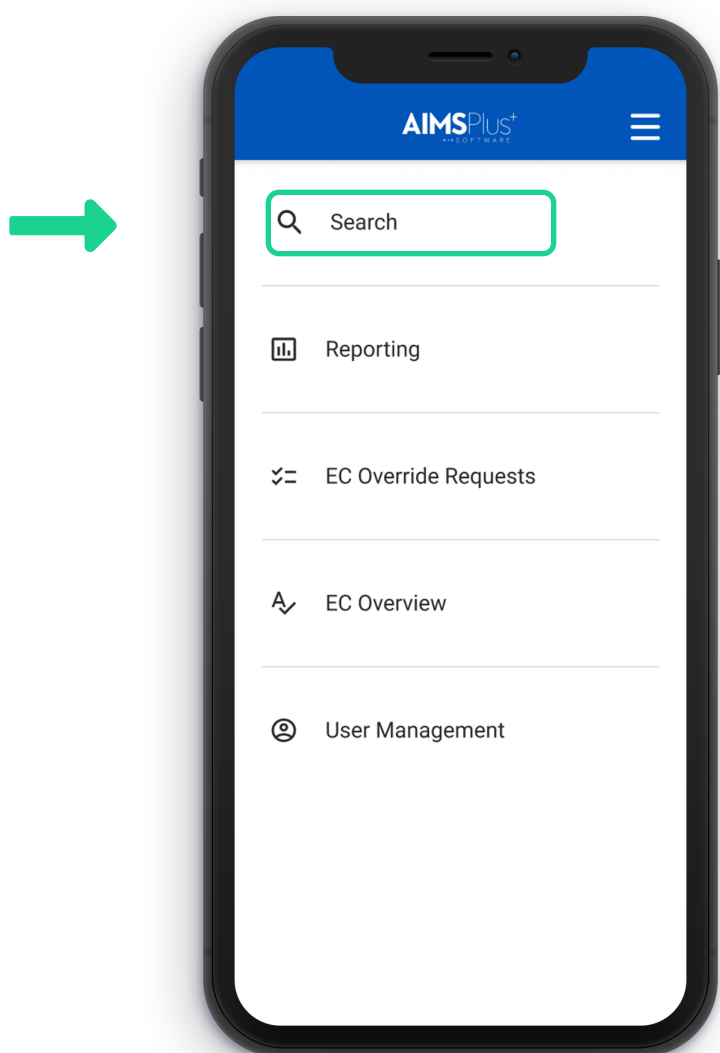 AIMSPlus+
SOFTWARE
Search
Reporting
EC Override Requests
EC Overview
User Management